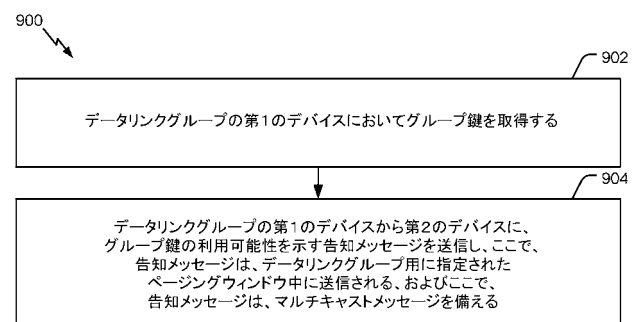 900
902
データリンクグループの第1のデバイスにおいてグループ鍵を取得する
904
データリンクグループの第1のデバイスから第2のデバイスに、
グループ鍵の利用可能性を示す告知メッセージを送信し、ここで、
告知メッセージは、データリンクグループ用に指定された
ページングウィンドウ中に送信される、およびここで、
告知メッセージは、マルチキャストメッセージを備える